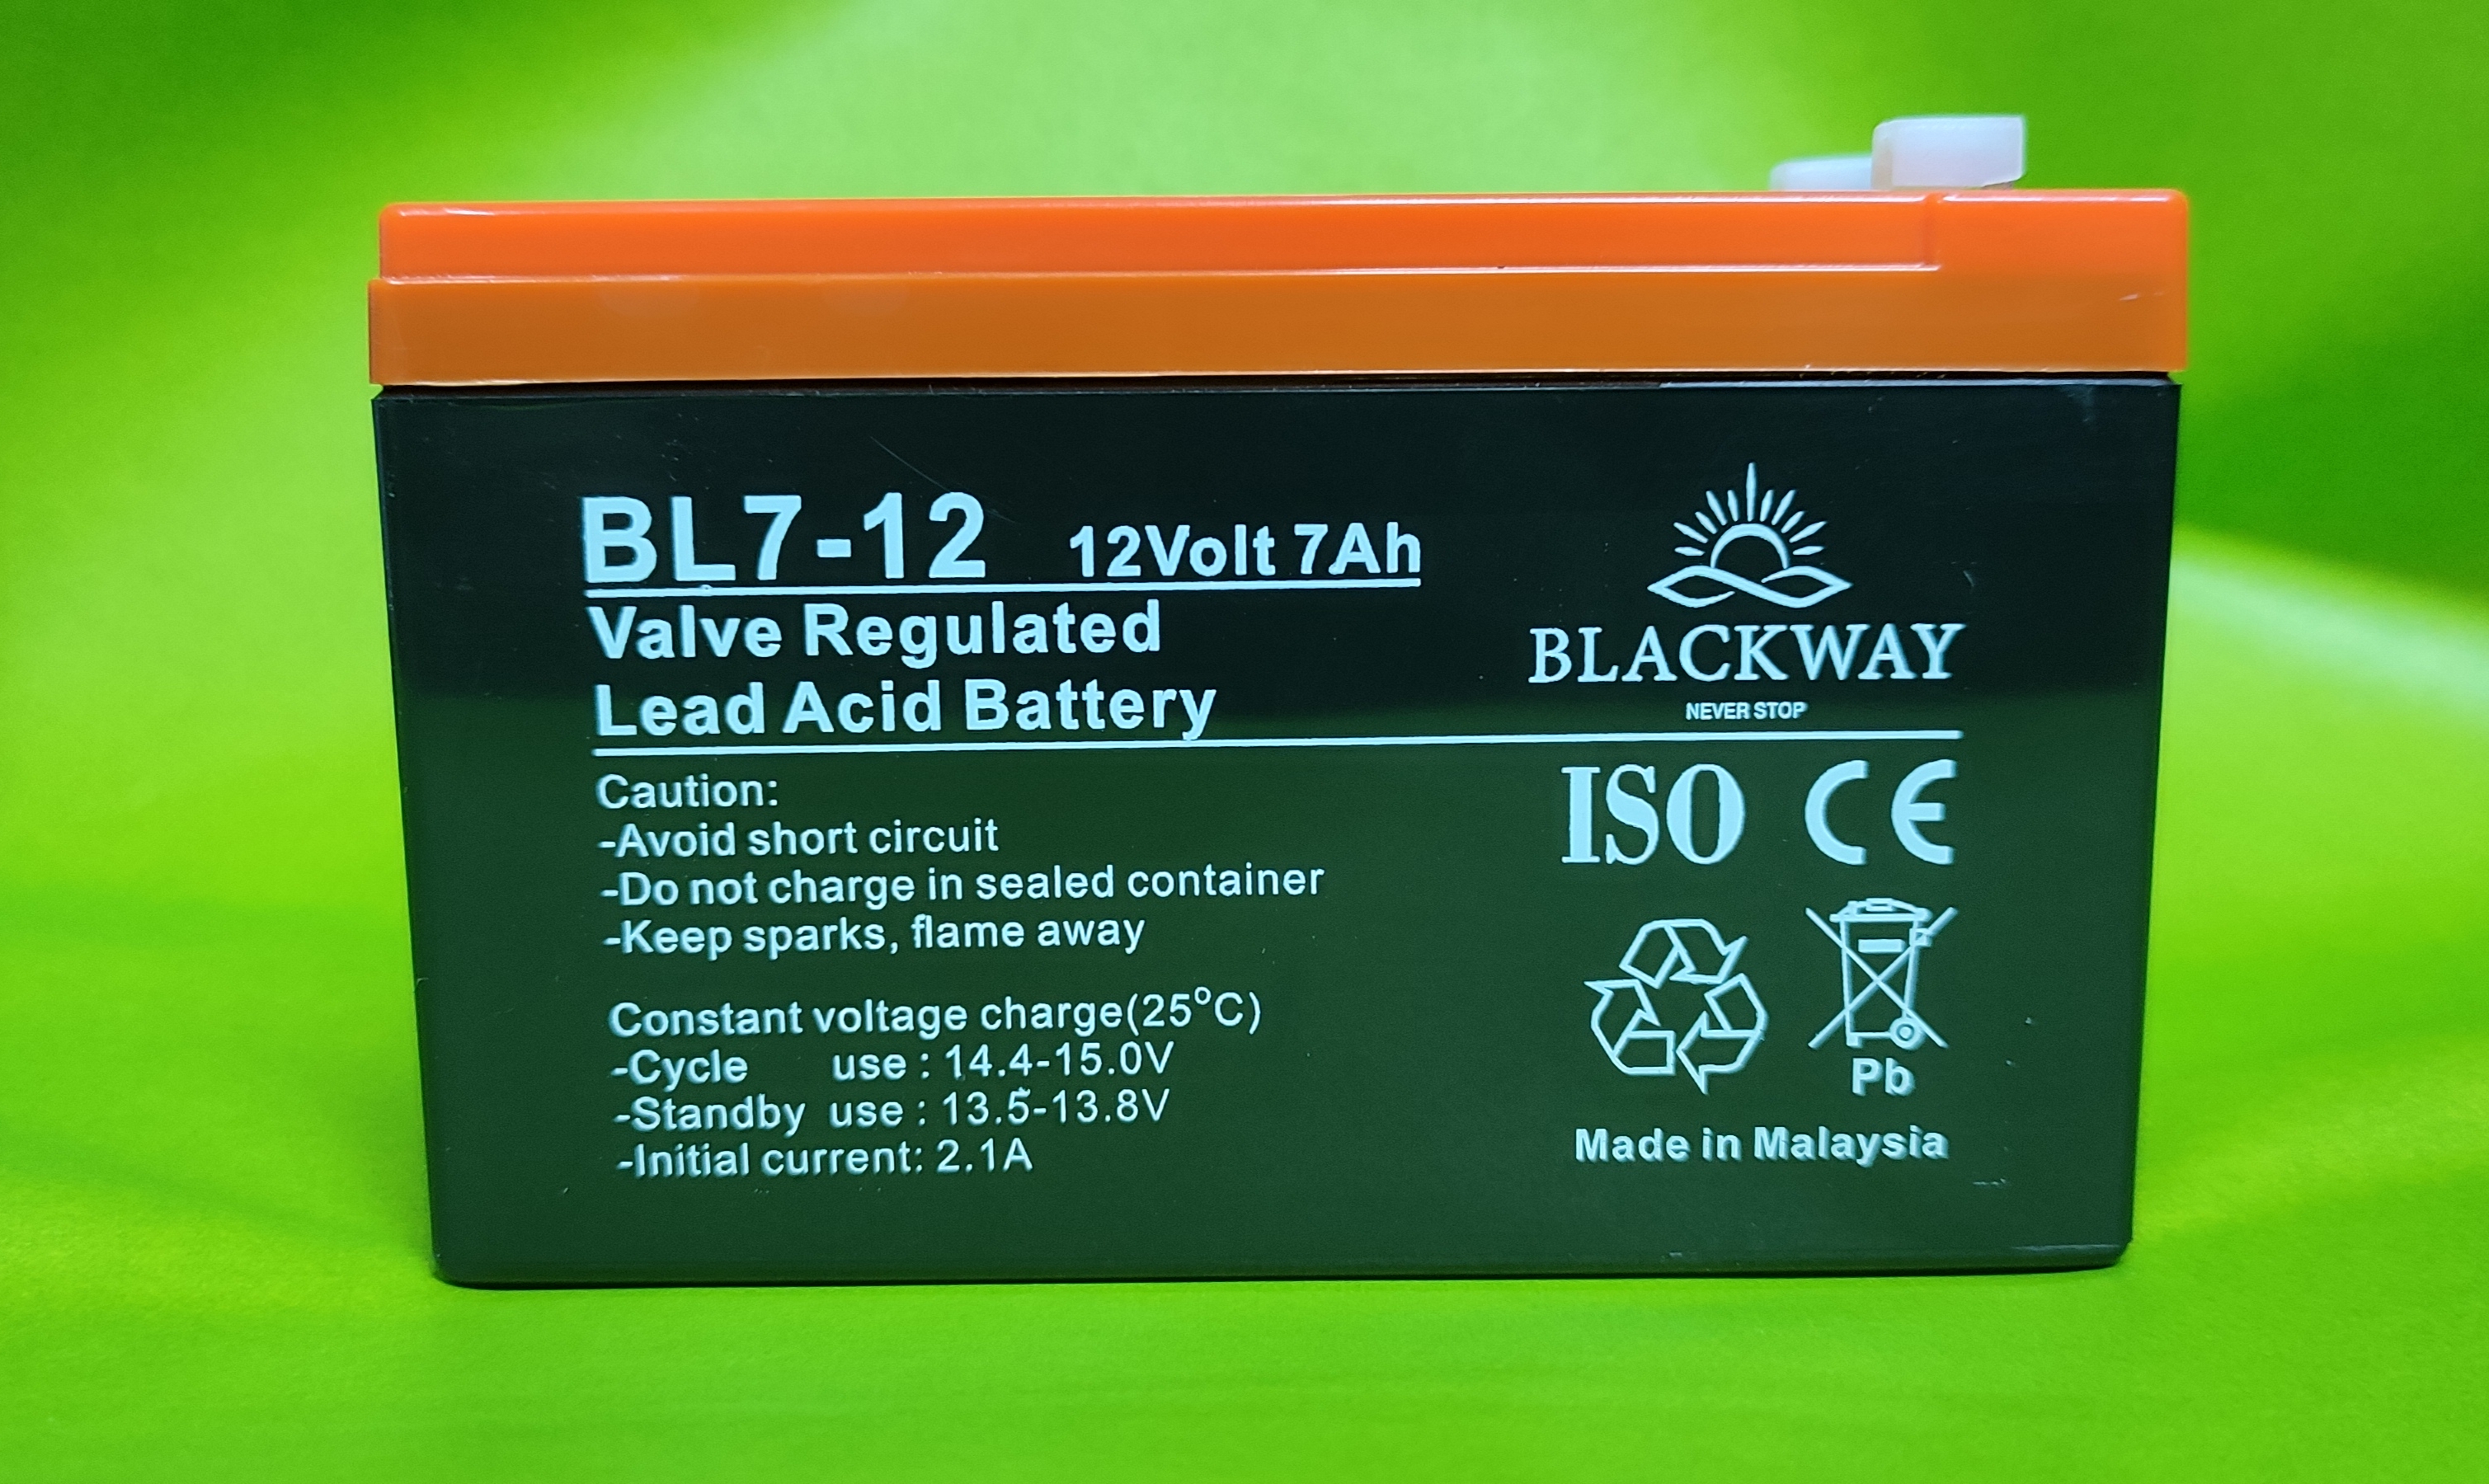 BL7-12 12Volt 7Ah
Valve Regulated
Lead Acid Battery
BLACKWAY
NEVER STOP
Caution:
-Avoid short circuit
-Do not charge in sealed container
-Keep sparks, flame away
Constant voltage charge(25°C)
-Cycle use : 14.4-15.0V
-Standby use : 13.5-13.8V
-Initial current: 2.1A
ISO CE
Pb
Made in Malaysia